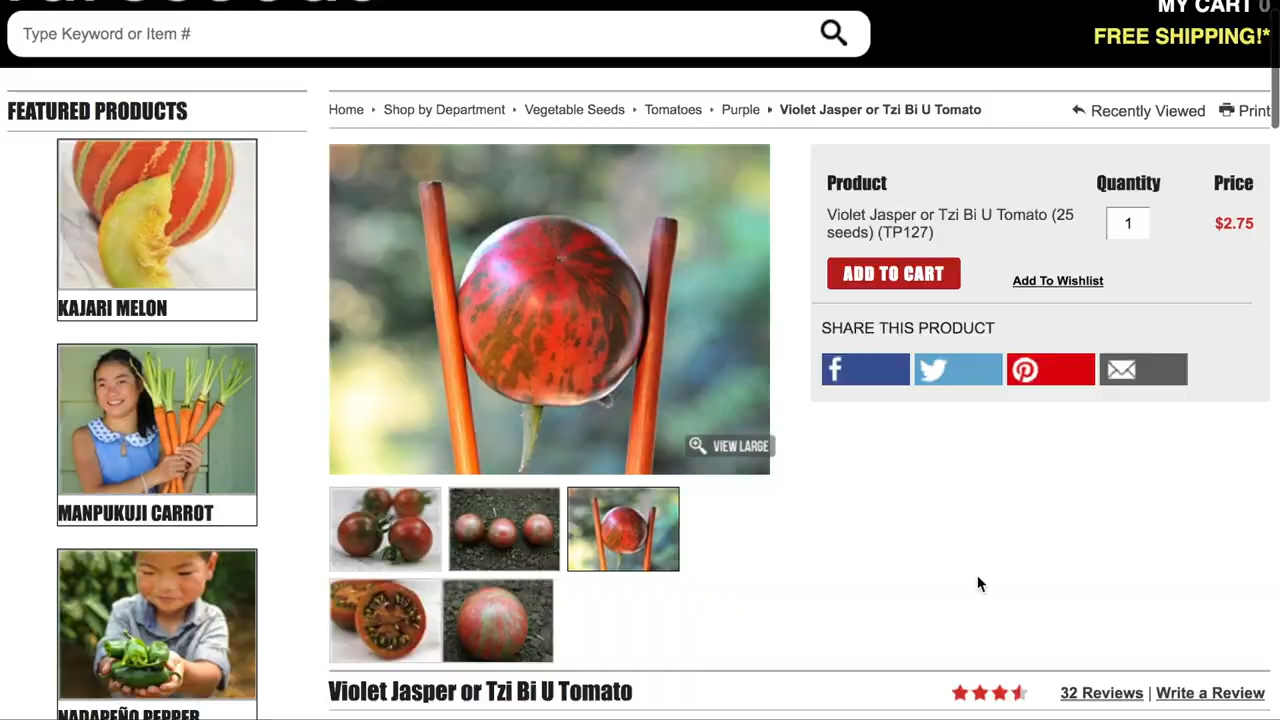 MY CART 0
Type Keyword or Item #
FREE SHIPPING!*
FEATURED PRODUCTS
KAJARI MELON
MANPUKUJI CARROT
NADAPEÑO PEPPER
Home ‣ Shop by Department ‣ Vegetable Seeds ‣ Tomatoes ‣ Purple ‣ Violet Jasper or Tzi Bi U Tomato
Recently Viewed Print
VIEW LARGE
Product Quantity Price
Violet Jasper or Tzi Bi U Tomato (25
seeds) (TP127)
1
$2.75
ADD TO CART
Add To Wishlist
SHARE THIS PRODUCT
Violet Jasper or Tzi Bi U Tomato
32 Reviews | Write a Review